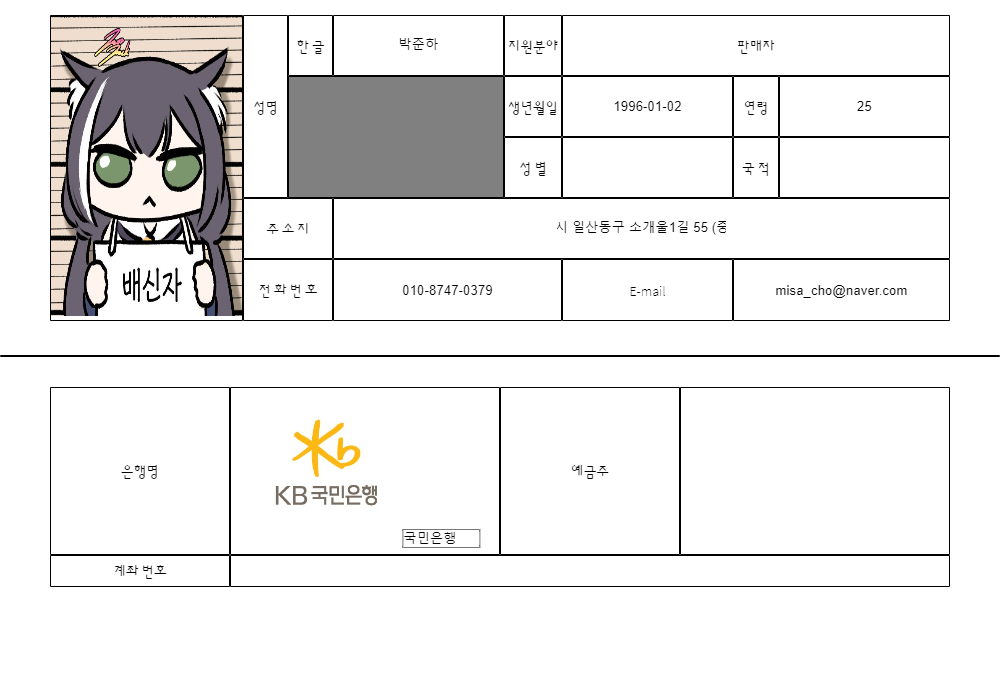 한글 박준하 지원분야 판매자
성명 생년월일 1996-01-02 연령 25
성별 국적
주소지 시 일산동구 소개울1길 55 (중
배신자
전화번호 010-8747-0379 E-mail misa_cho@naver.com
은행명 KB 국민은행 예금주
국민은행
계좌 번호